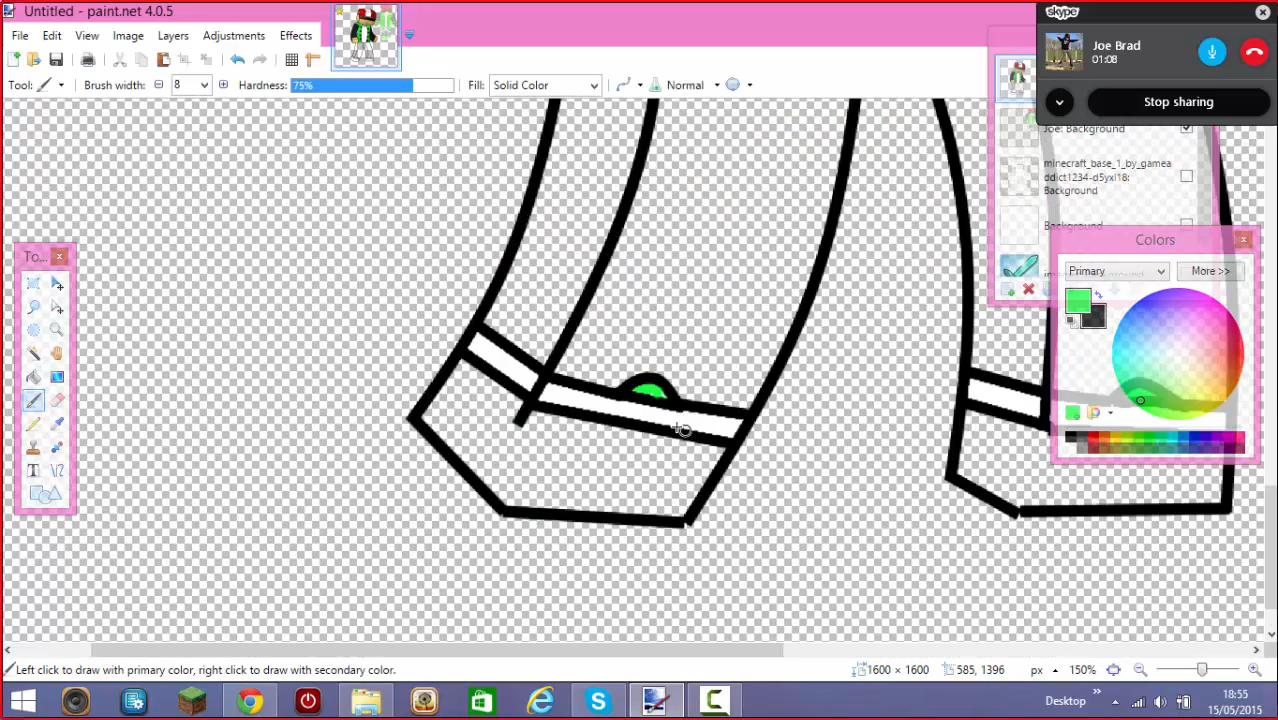 Untitled - paint.net 4.0.5
File Edit View Image Layers Adjustments Effects
Tool: Brush width: 8 Hardness: 75% Fill: Solid Color Normal
skype
Joe Brad
01:08
Stop sharing
Joe: Background
minecraft_base_1_by_gamea
ddict1234-d5yxl18:
Background
Background
To...
Colors
Primary More >>
T
Left click to draw with primary color, right click to draw with secondary color.
1600 × 1600 585, 1396 px 150%
Desktop
18:55
15/05/2015